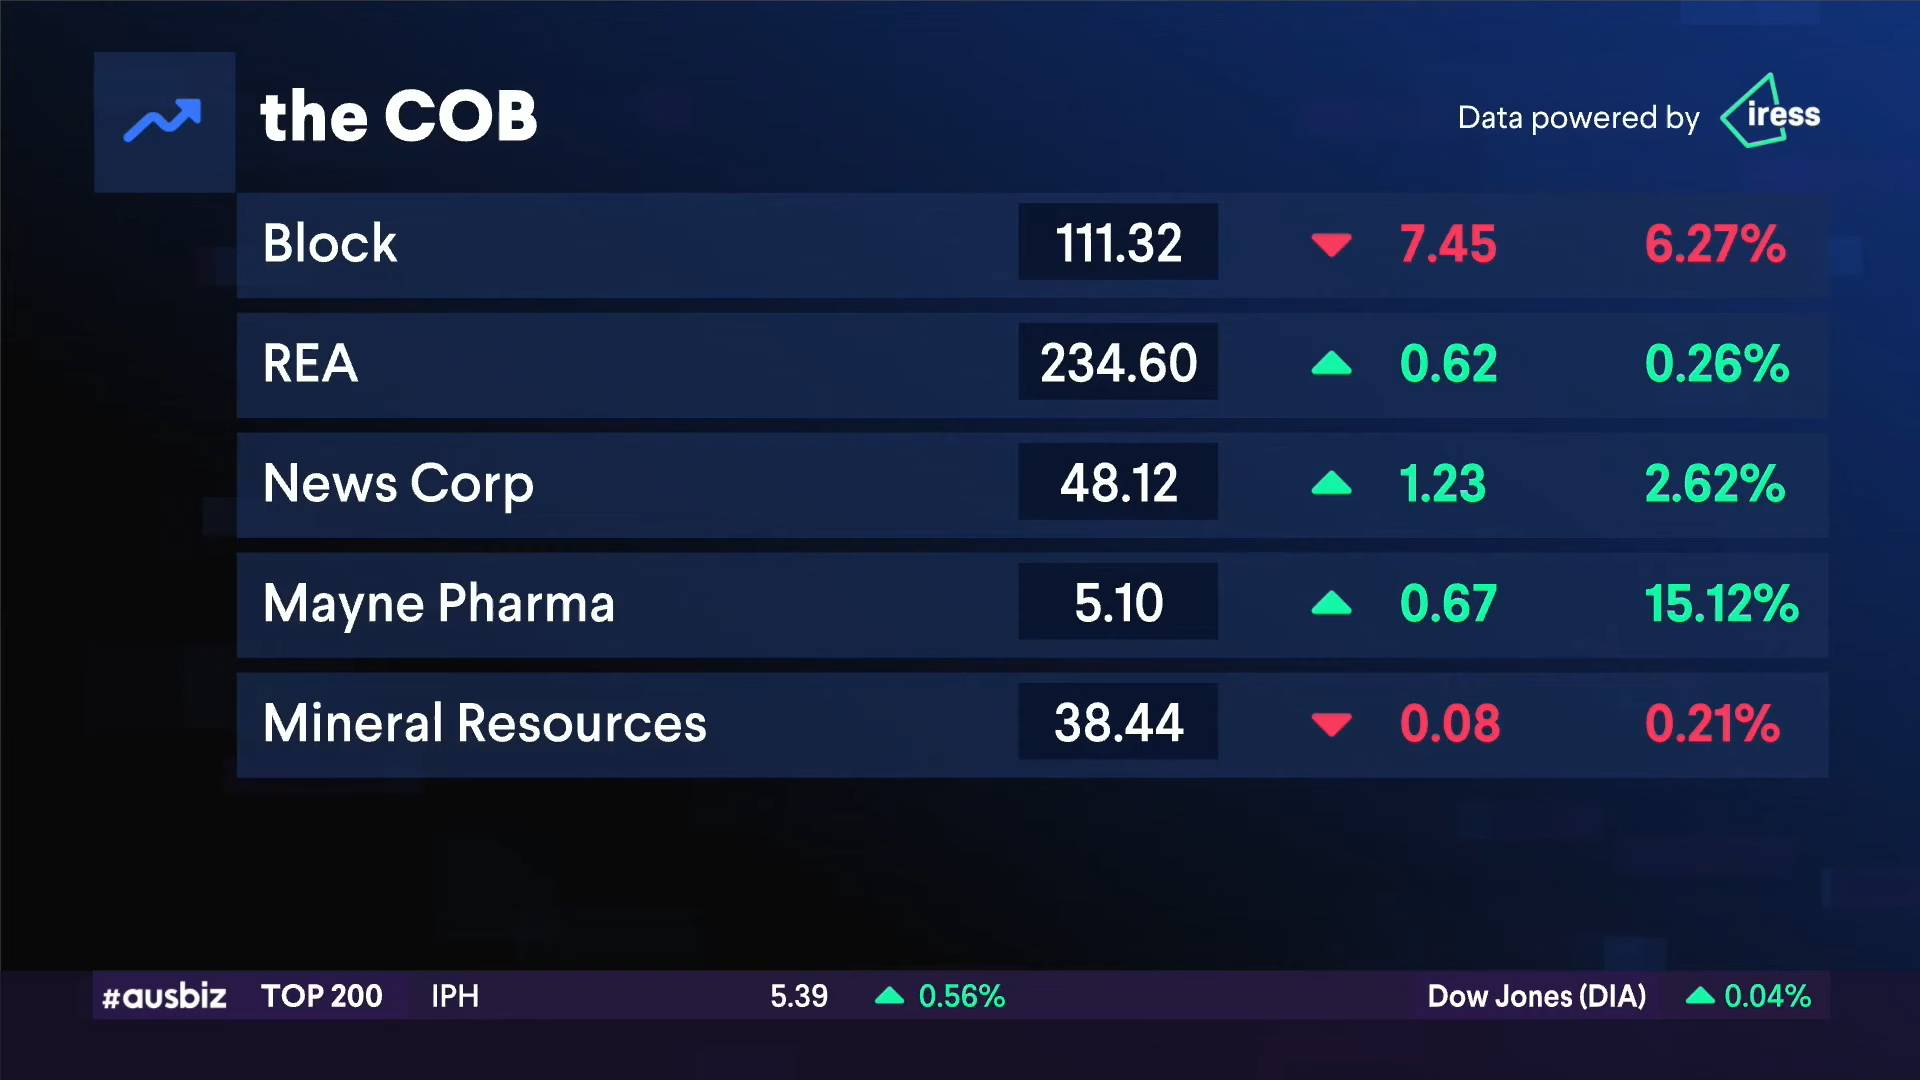 the COB
Data powered by iress
Block 111.32 ▼ 7.45 6.27%
REA 234.60 ▲ 0.62 0.26%
News Corp 48.12 ▲ 1.23 2.62%
Mayne Pharma 5.10 ▲ 0.67 15.12%
Mineral Resources 38.44 ▼ 0.08 0.21%
#ausbiz TOP 200 IPH 5.39 ▲ 0.56% Dow Jones (DIA) ▲ 0.04%